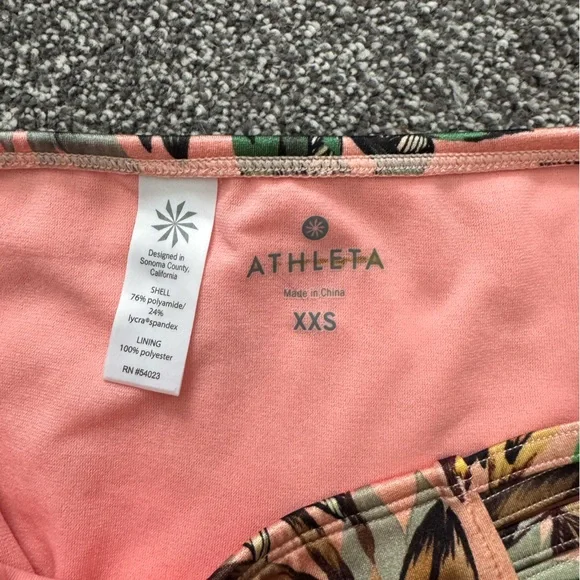 Designed in
Sonoma County,
California
SHELL
76% polyamide/
24%
lycra®spandex
LINING
100% polyester
RN #54023
ATHLETA
Made in China
XXS